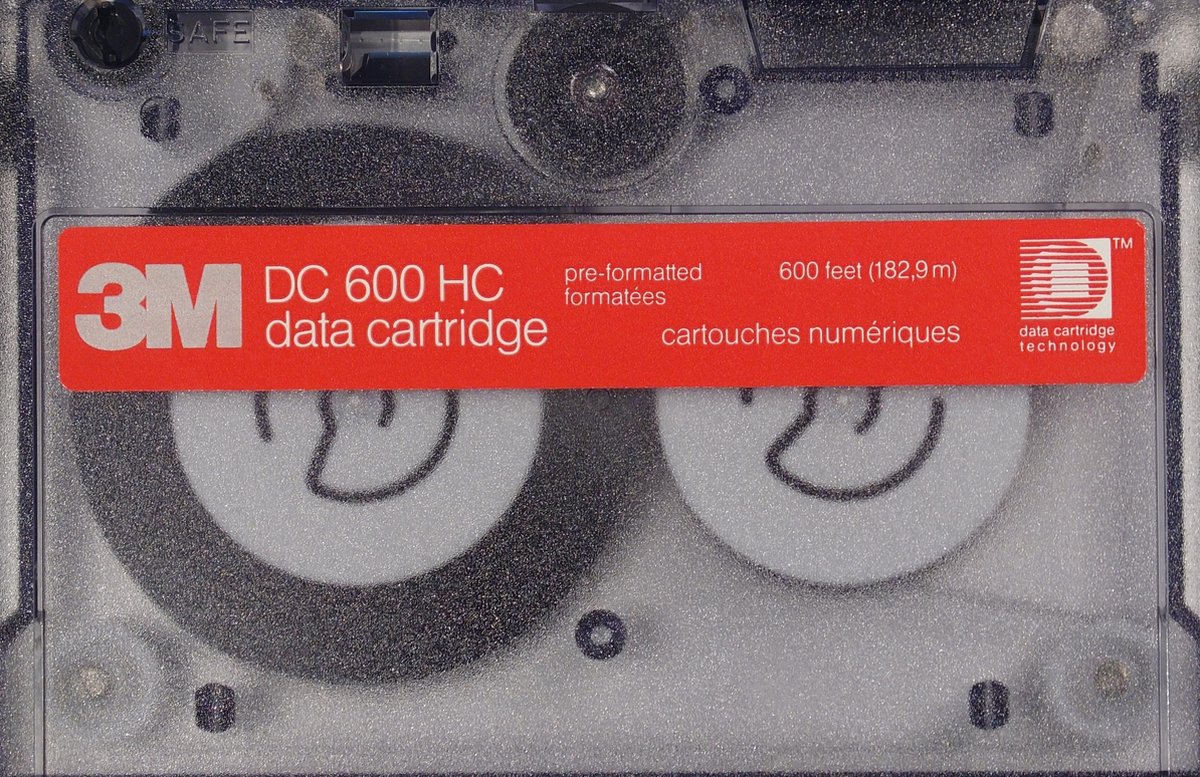 SAFE
3M
DC 600 HC
data cartridge
pre-formatted
formatées
600 feet (182,9 m)
cartouches numériques
TM
data cartridge
technology